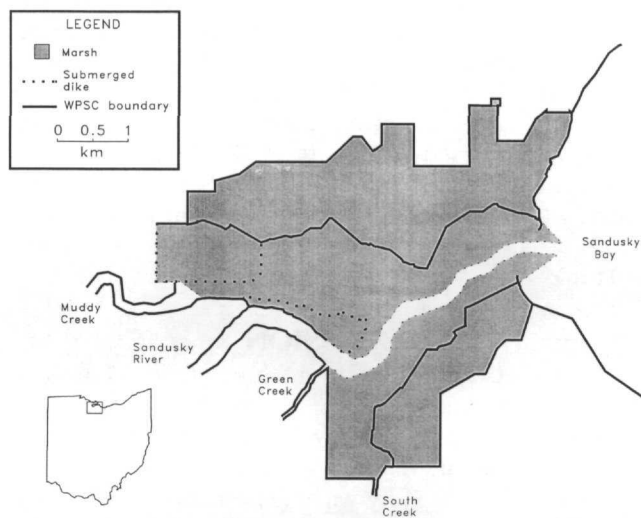 LEGEND
Marsh
Submerged
dike
WPSC boundary
0 0.5 1
km
Sandusky
Bay
Muddy
Creek
Sandusky
River
Green
Creek
South
Creek